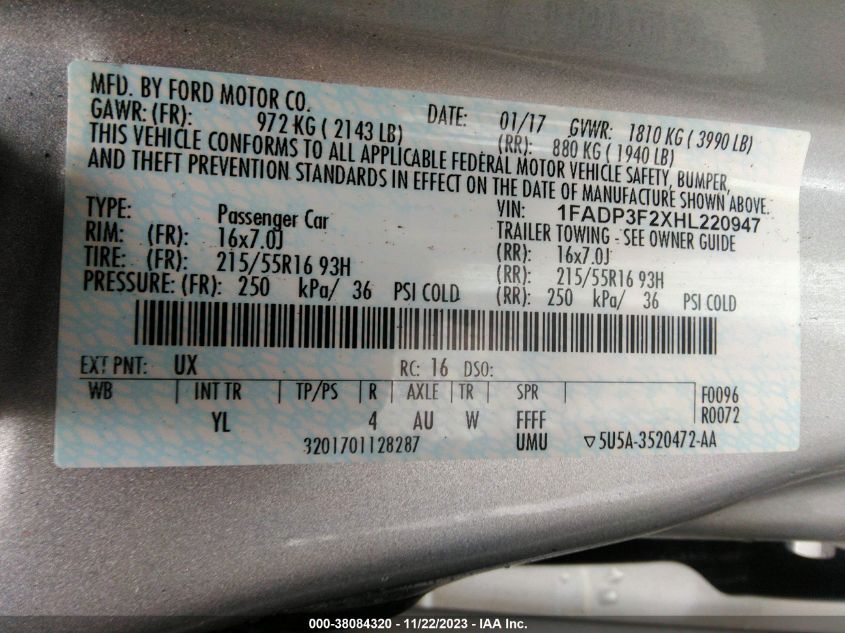 MFD. BY FORD MOTOR CO. DATE: 01/17 GVWR: 1810 KG ( 3990 LB)
GAWR: (FR): 972 KG ( 2143 LB) (RR): 880 KG ( 1940 LB)
THIS VEHICLE CONFORMS TO ALL APPLICABLE FEDERAL MOTOR VEHICLE SAFETY, BUMPER,
AND THEFT PREVENTION STANDARDS IN EFFECT ON THE DATE OF MANUFACTURE SHOWN ABOVE.
VIN: 1FADP3F2XHL220947
TYPE: Passenger Car TRAILER TOWING - SEE OWNER GUIDE
RIM: (FR): 16x7.0J (RR): 16x7.0J
TIRE: (FR): 215/55R16 93H (RR): 215/55R16 93H
PRESSURE: (FR): 250 kPa/ 36 PSI COLD (RR): 250 kPa/ 36 PSI COLD
EXT PNT: UX RC: 16 DSO:
WB INT TR TP/PS R AXLE TR SPR F0096
YL 4 AU W FFFF R0072
3201701128287 UMU ▽5U5A-3520472-AA
000-38084320 - 11/22/2023 - IAA Inc.